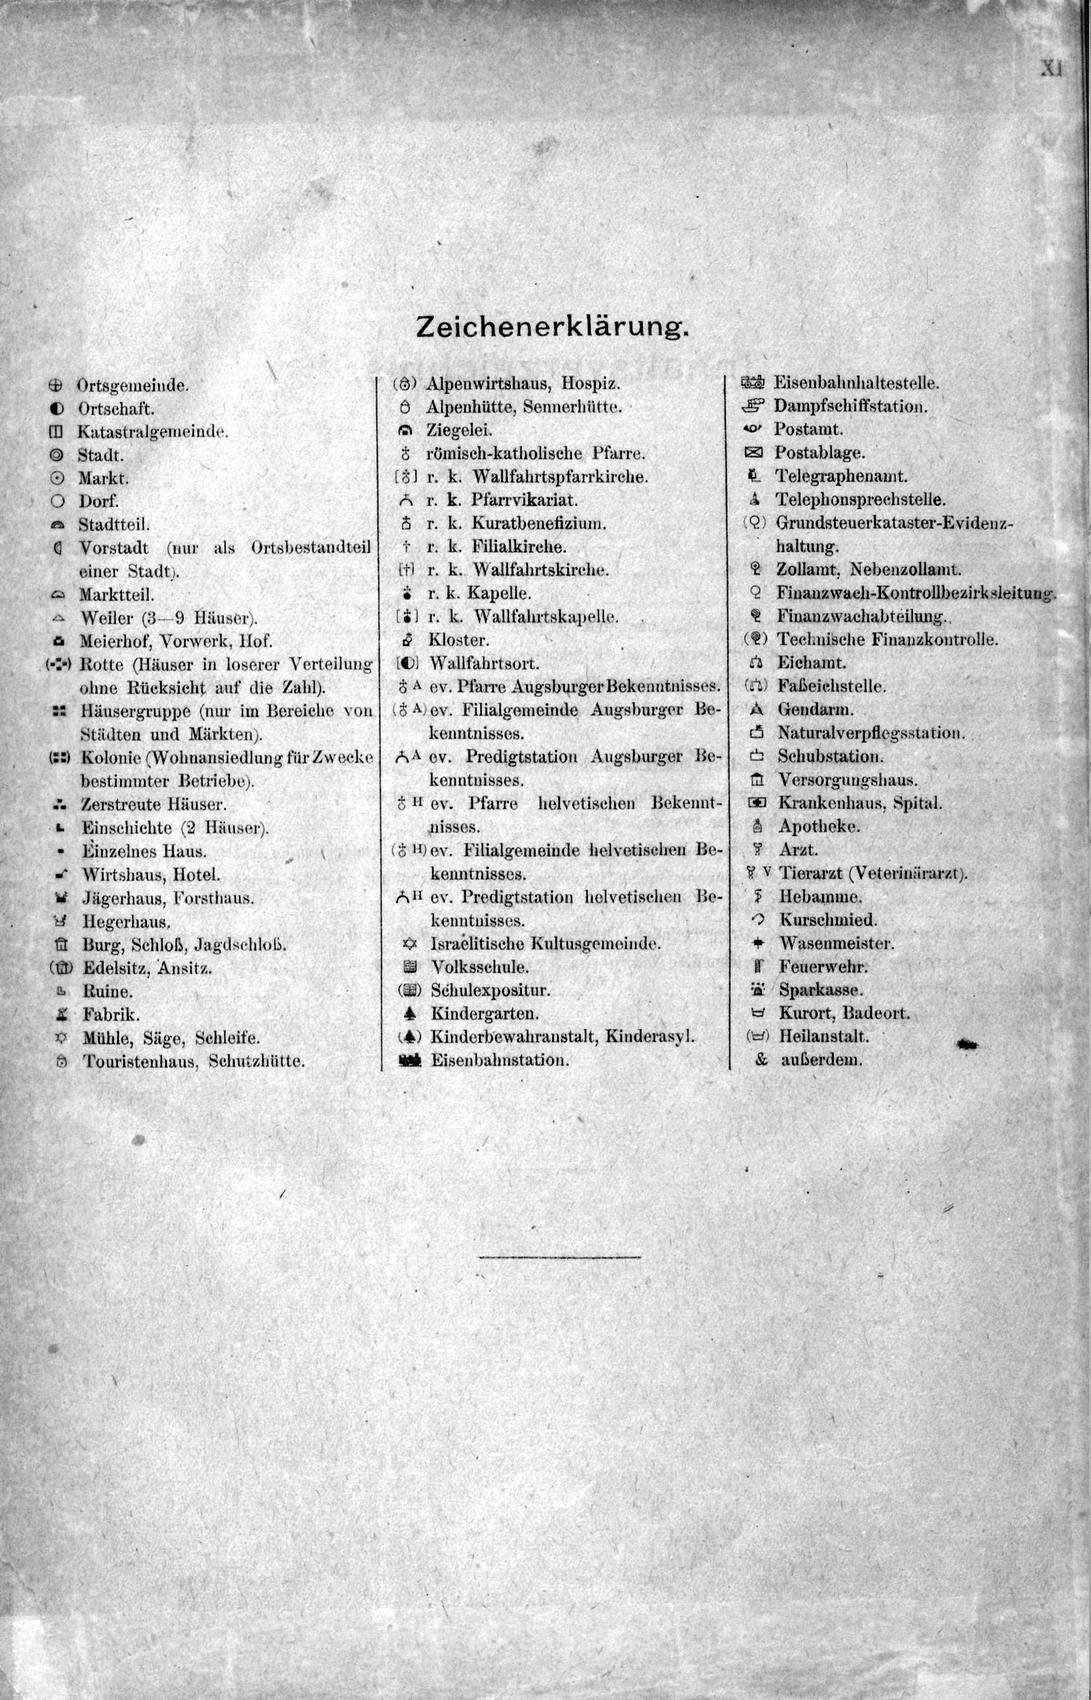 XI
Zeichenerklärung.
Ortsgemeinde.
Ortschaft.
Katastralgemeinde.
Stadt.
Markt.
Dorf.
Stadtteil.
Vorstadt (nur als Ortsbestandteil
einer Stadt).
Marktteil.
Weiler (3—9 Häuser).
Meierhof, Vorwerk, Hof.
Rotte (Häuser in loserer Verteilung
ohne Rücksicht auf die Zahl).
Häusergruppe (nur im Bereiche von
Städten und Märkten).
Kolonie (Wohnansiedlung für Zwecke
bestimmter Betriebe).
Zerstreute Häuser.
Einschichte (2 Häuser).
Einzelnes Haus.
Wirtshaus, Hotel.
Jägerhaus, Forsthaus.
Hegerhaus.
Burg, Schloß, Jagdschloß.
Edelsitz, Ansitz.
Ruine.
Fabrik.
Mühle, Säge, Schleife.
Touristenhaus, Schutzhütte.
Alpenwirtshaus, Hospiz.
Alpenhütte, Sennerhütte.
Ziegelei.
römisch-katholische Pfarre.
r. k. Wallfahrtspfarrkirche.
r. k. Pfarrvikariat.
r. k. Kuratbenefizium.
† r. k. Filialkirche.
[†] r. k. Wallfahrtskirche.
r. k. Kapelle.
r. k. Wallfahrtskapelle.
Kloster.
Wallfahrtsort.
A ev. Pfarre Augsburger Bekenntnisses.
A) ev. Filialgemeinde Augsburger Be-
kenntnisses.
A ev. Predigtstation Augsburger Be-
kenntnisses.
H ev. Pfarre helvetischen Bekennt-
nisses.
H) ev. Filialgemeinde helvetischen Be-
kenntnisses.
H ev. Predigtstation helvetischen Be-
kenntnisses.
Israelitische Kultusgemeinde.
Volksschule.
Schulexpositur.
Kindergarten.
Kinderbewahranstalt, Kinderasyl.
Eisenbahnstation.
Eisenbahnhaltestelle.
Dampfschiffstation.
Postamt.
Postablage.
Telegraphenamt.
Telephonsprechstelle.
Grundsteuerkataster-Evidenz-
haltung.
Zollamt, Nebenzollamt.
Finanzwach-Kontrollbezirksleitung.
Finanzwachabteilung.
Technische Finanzkontrolle.
Eichamt.
Faßeichstelle.
Gendarm.
Naturalverpflegsstation.
Schubstation.
Versorgungshaus.
Krankenhaus, Spital.
Apotheke.
Arzt.
V Tierarzt (Veterinärarzt).
Hebamme.
Kurschmied.
Wasenmeister.
Feuerwehr.
Sparkasse.
Kurort, Badeort.
Heilanstalt.
& außerdem.